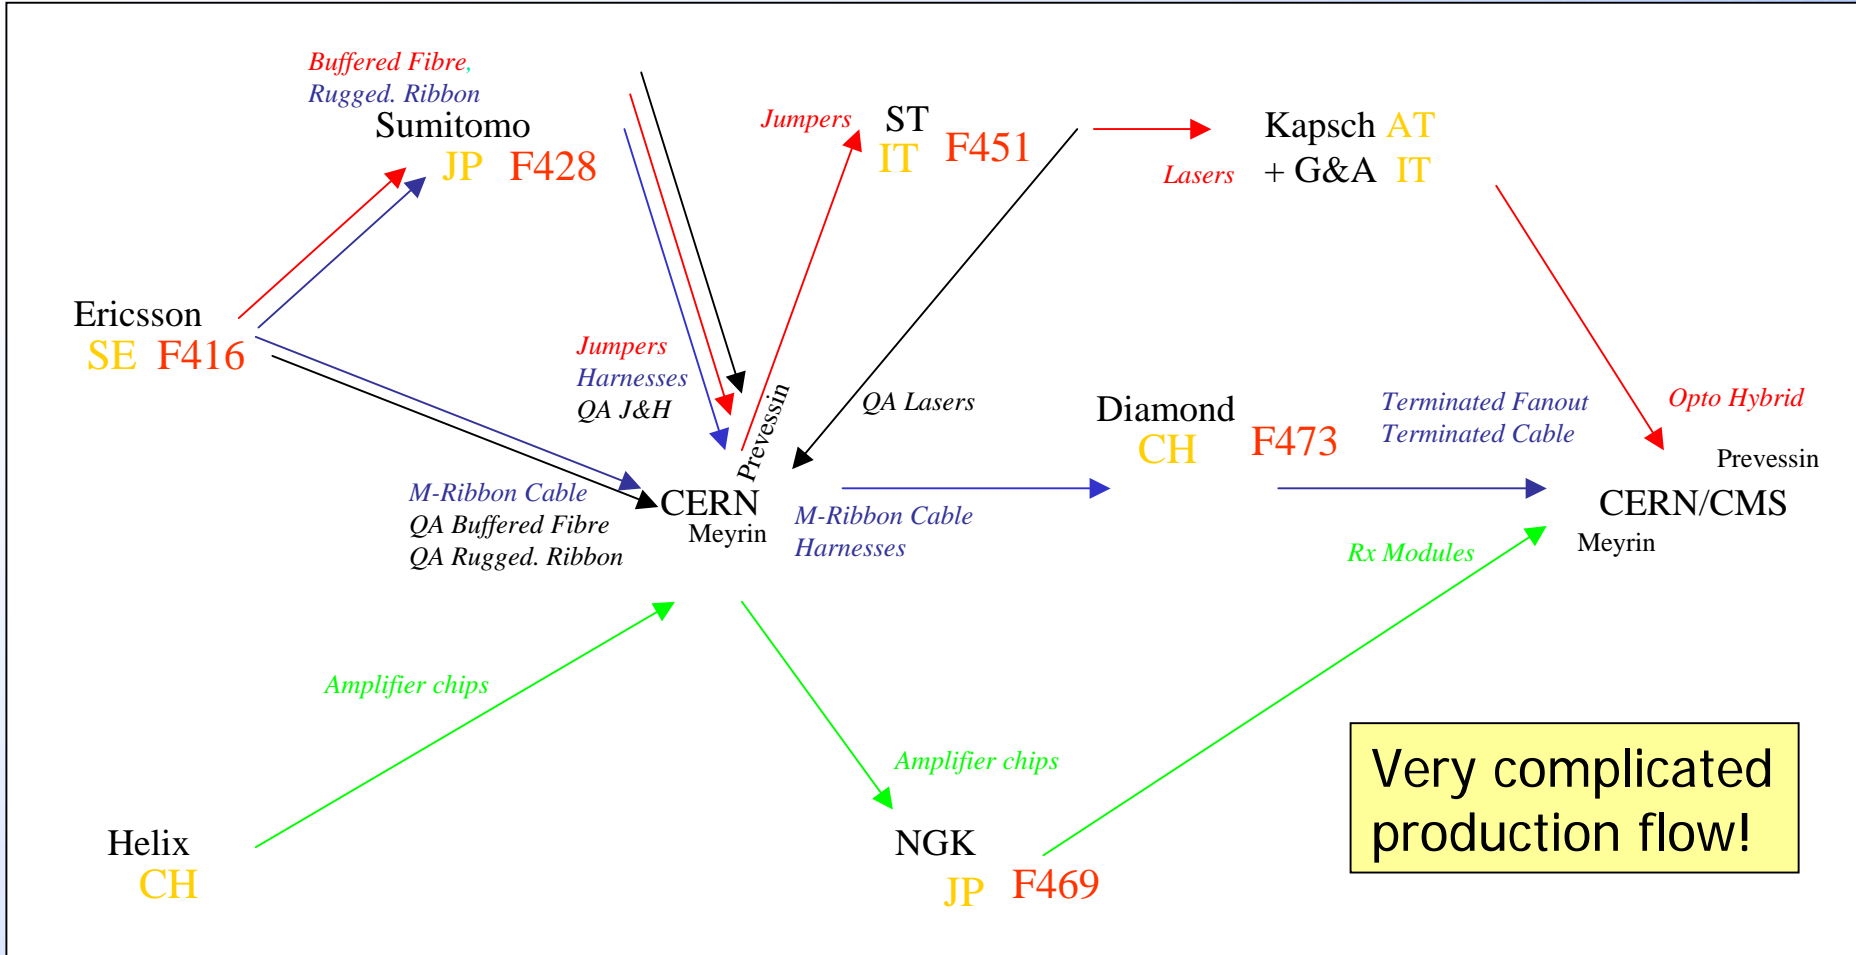 Buffered Fibre,
Rugged. Ribbon
Sumitomo
JP F428
Jumpers
ST
IT F451
Lasers
Kapsch AT
+ G&A IT
Ericsson
SE F416
Jumpers
Harnesses
QA J&H
Prevessin
QA Lasers
Diamond
CH F473
Terminated Fanout
Terminated Cable
Opto Hybrid
Prevessin
CERN/CMS
Meyrin
M-Ribbon Cable
QA Buffered Fibre
QA Rugged. Ribbon
CERN
Meyrin
M-Ribbon Cable
Harnesses
Rx Modules
Amplifier chips
Amplifier chips
Helix
CH
NGK
JP F469
Very complicated
production flow!